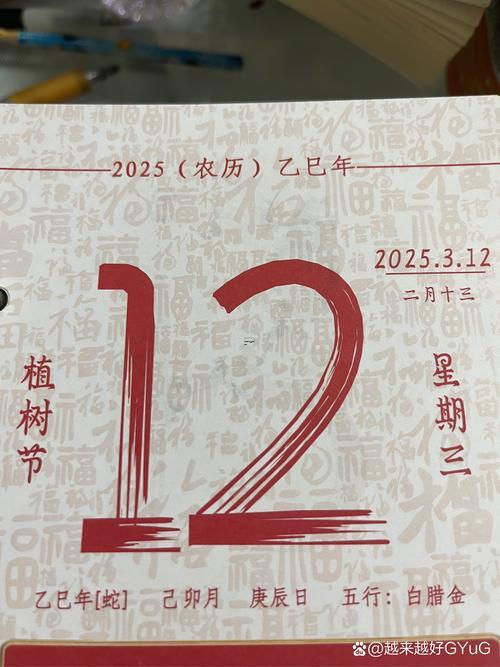 2025（农历）乙巳年
2025.3.12
二月十三
12
植树节
星期三
乙巳年[蛇] 己卯月 庚辰日 五行：白腊金
@越来越好GYuG